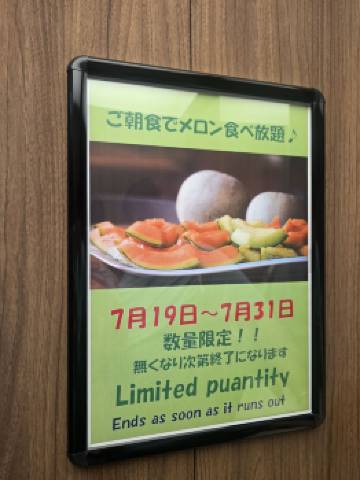 ご朝食でメロン食べ放題♪
7月19日～7月31日
数量限定！！
無くなり次第終了になります
Limited puantity
Ends as soon as it runs out